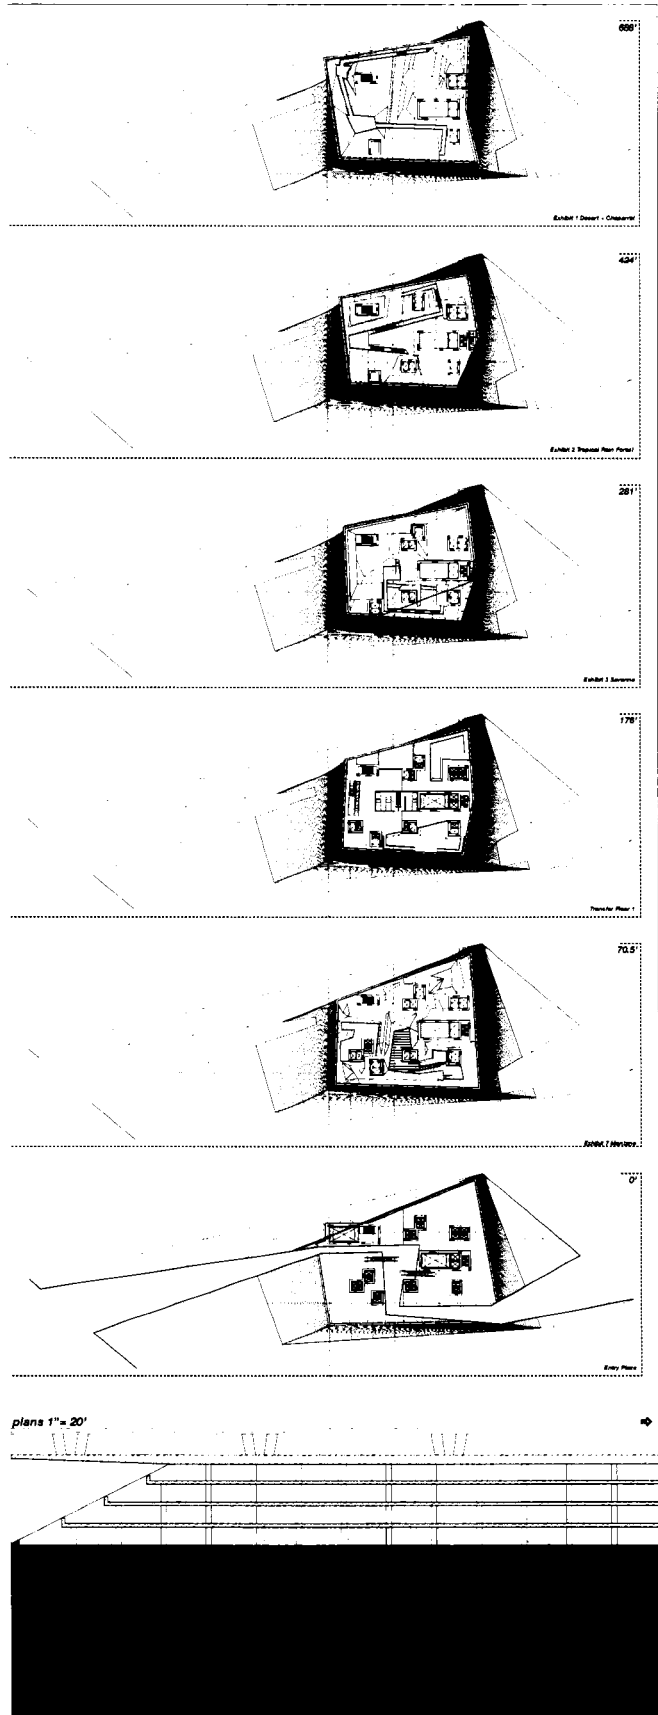 688'
Exhibit 1 Desert - Chaparral
424'
Exhibit 2 Tropical Rain Forest
281'
Exhibit 3 Savanna
176'
Transfer Floor 1
70.5'
Exhibit 7 Montane
0'
Entry Plaza
plans 1"= 20'